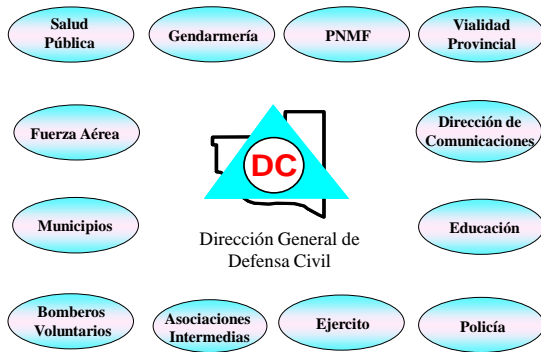 Salud
Pública
Gendarmería
PNMF
Vialidad
Provincial
Fuerza Aérea
DC
Dirección de
Comunicaciones
Municipios
Dirección General de
Defensa Civil
Educación
Bomberos
Voluntarios
Asociaciones
Intermedias
Ejercito
Policía